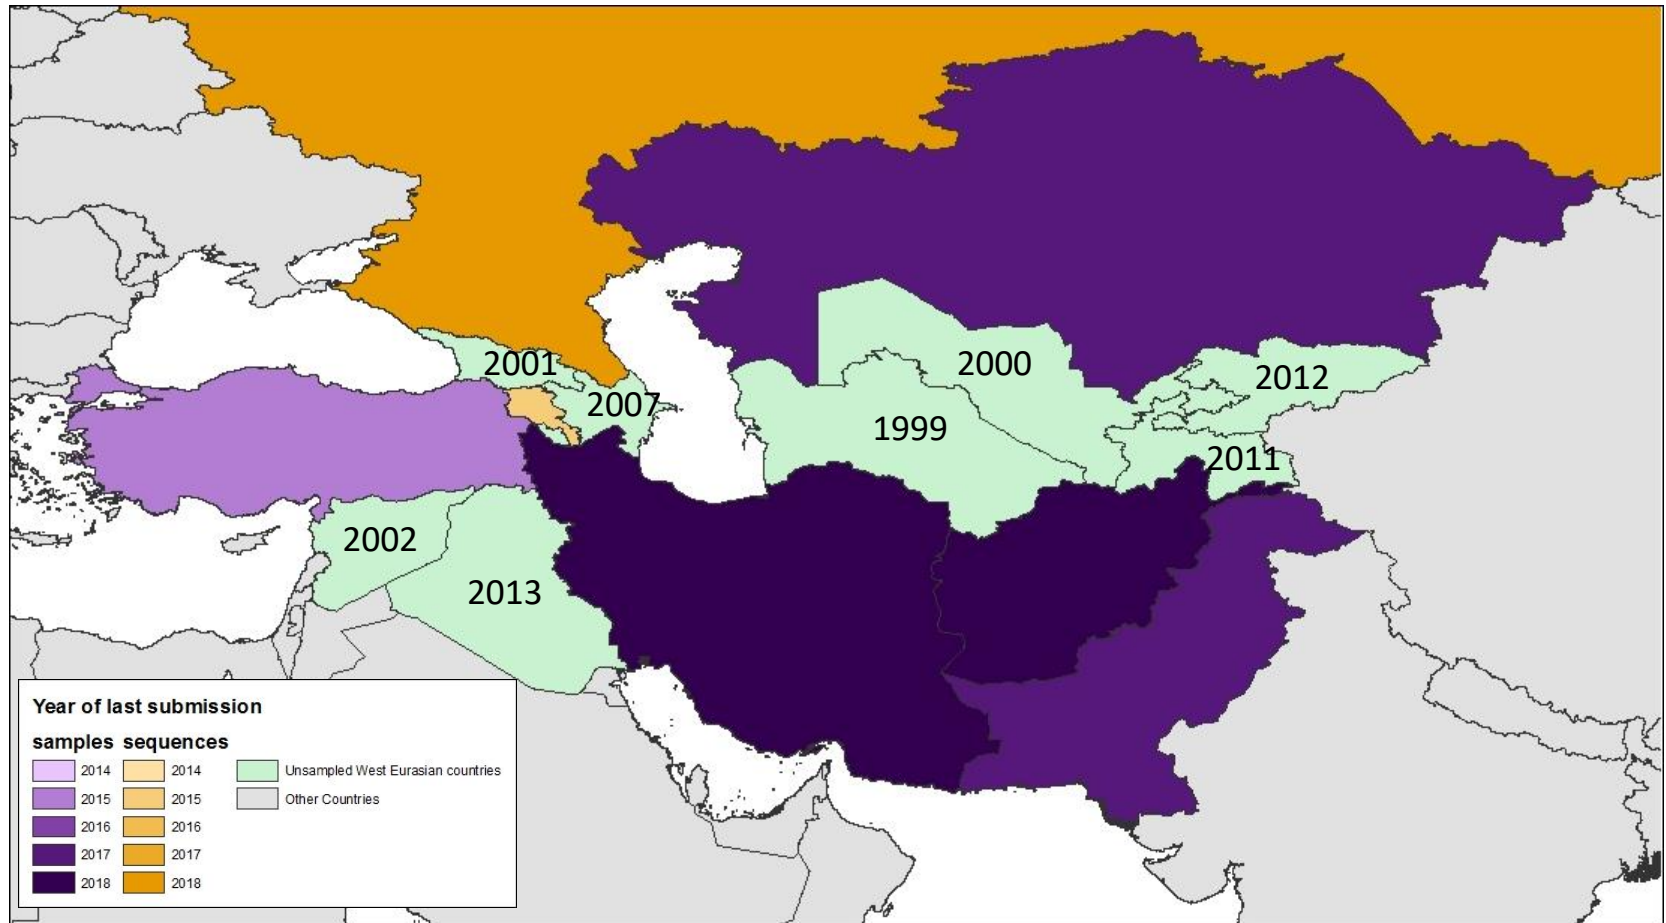 2001
2000
2012
2007
1999
2011
2002
2013
Year of last submission
samples sequences
2014 2014 Unsampled West Eurasian countries
2015 2015 Other Countries
2016 2016
2017 2017
2018 2018